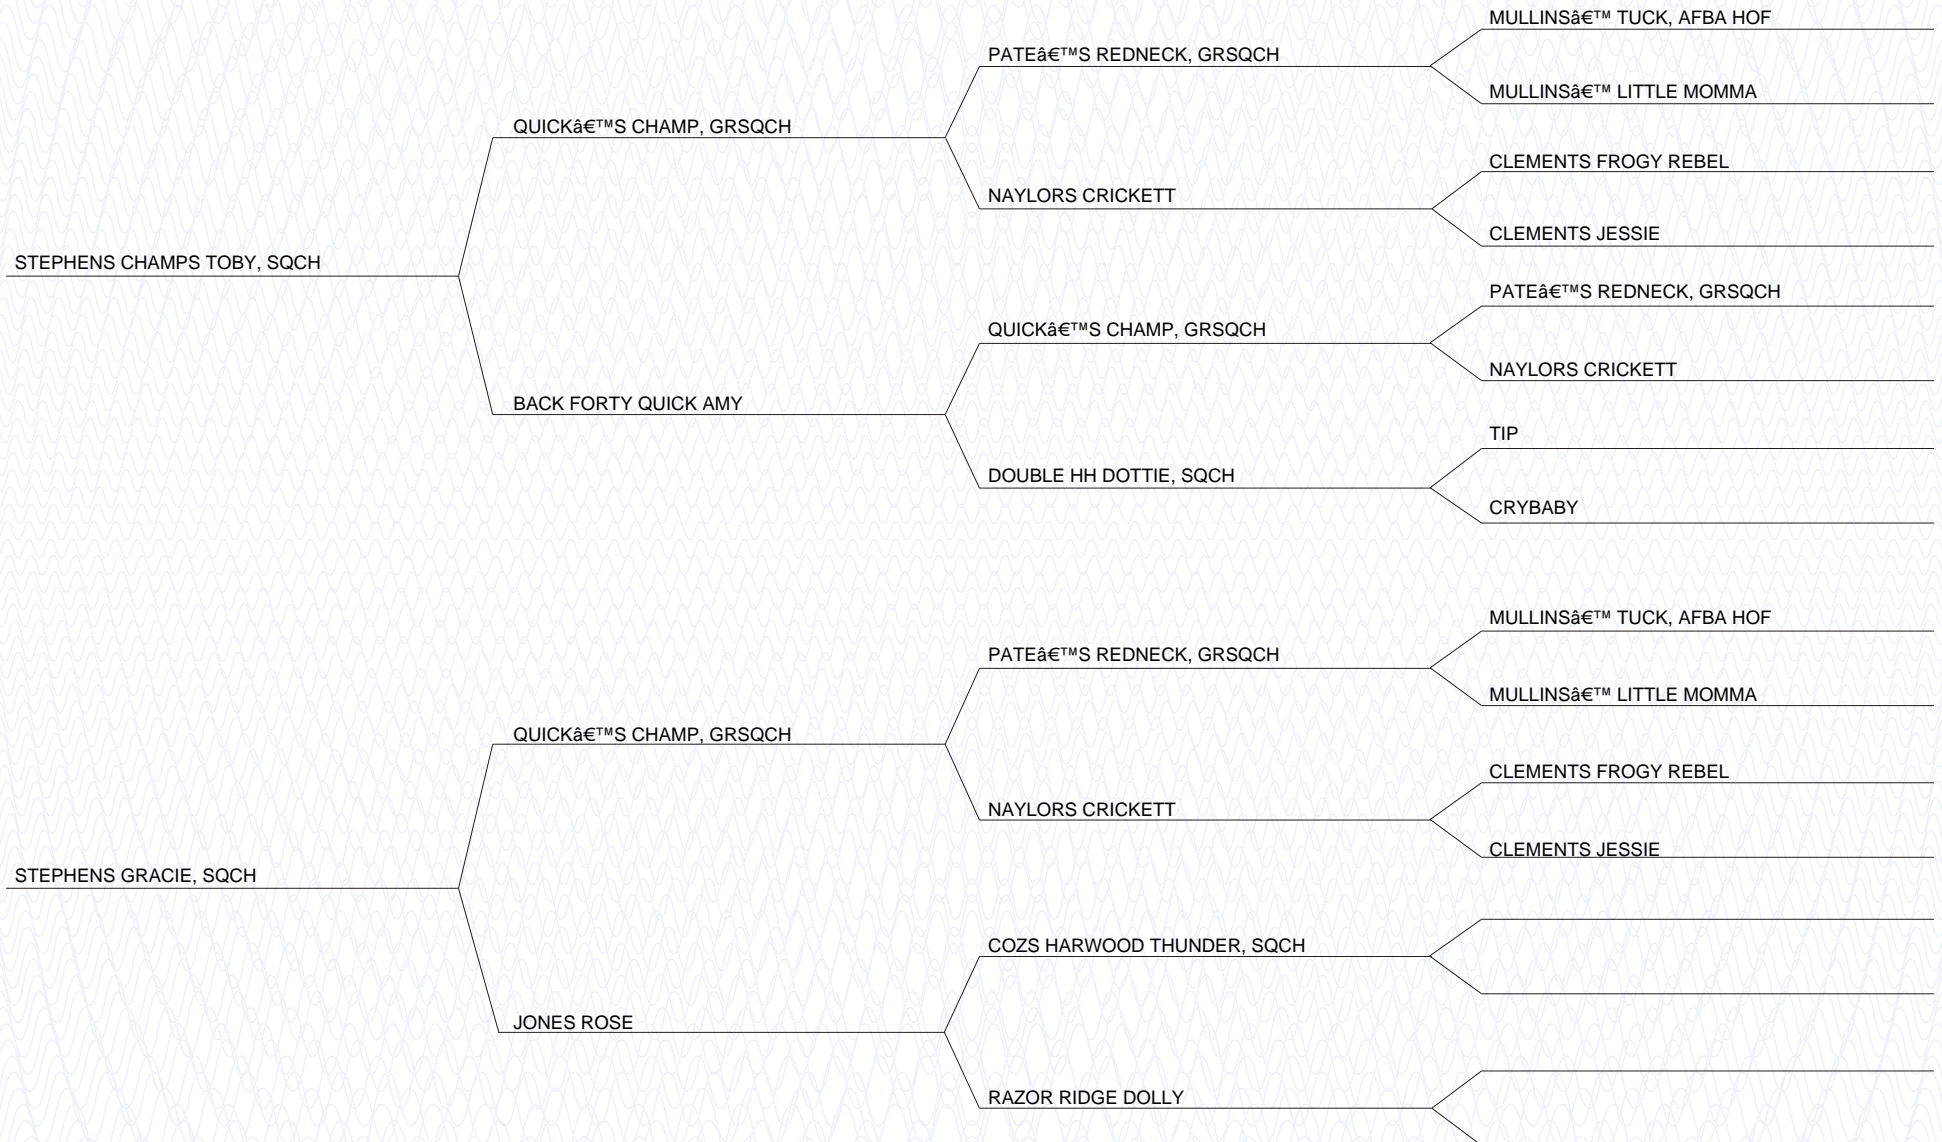 MULLINSâ€™ TUCK, AFBA HOF
PATEâ€™S REDNECK, GRSQCH
MULLINSâ€™ LITTLE MOMMA
QUICKâ€™S CHAMP, GRSQCH
CLEMENTS FROGY REBEL
NAYLORS CRICKETT
CLEMENTS JESSIE
STEPHENS CHAMPS TOBY, SQCH
PATEâ€™S REDNECK, GRSQCH
QUICKâ€™S CHAMP, GRSQCH
NAYLORS CRICKETT
BACK FORTY QUICK AMY
TIP
DOUBLE HH DOTTIE, SQCH
CRYBABY
MULLINSâ€™ TUCK, AFBA HOF
PATEâ€™S REDNECK, GRSQCH
MULLINSâ€™ LITTLE MOMMA
QUICKâ€™S CHAMP, GRSQCH
CLEMENTS FROGY REBEL
NAYLORS CRICKETT
CLEMENTS JESSIE
STEPHENS GRACIE, SQCH
COZS HARWOOD THUNDER, SQCH
JONES ROSE
RAZOR RIDGE DOLLY